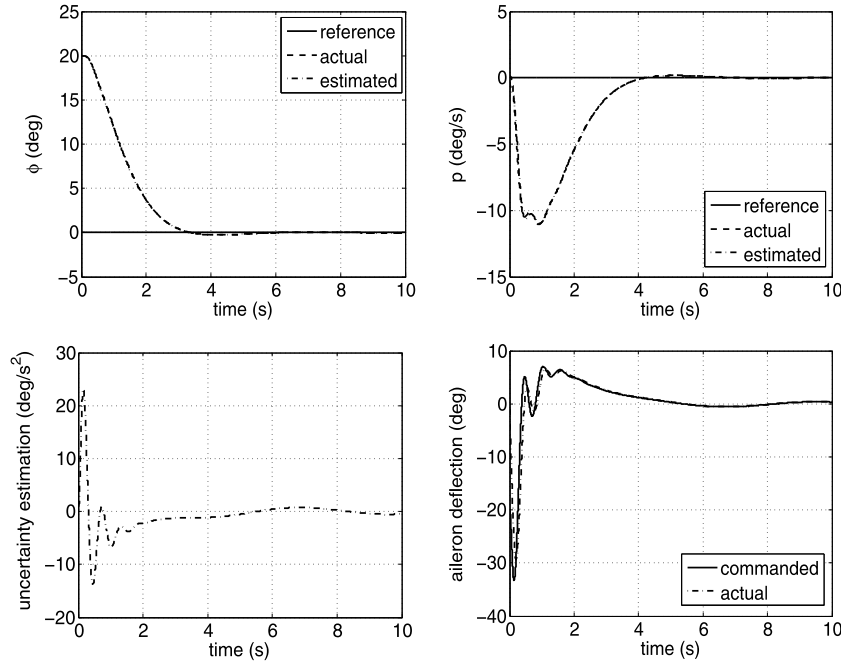 25
20
15
10
5
0
−5
0 2 4 6 8 10
φ (deg)
time (s)
reference
actual
estimated
5
0
−5
−10
−15
0 2 4 6 8 10
p (deg/s)
time (s)
reference
actual
estimated
30
20
10
0
−10
−20
0 2 4 6 8 10
uncertainty estimation (deg/s²)
time (s)
10
0
−10
−20
−30
−40
0 2 4 6 8 10
aileron deflection (deg)
time (s)
commanded
actual